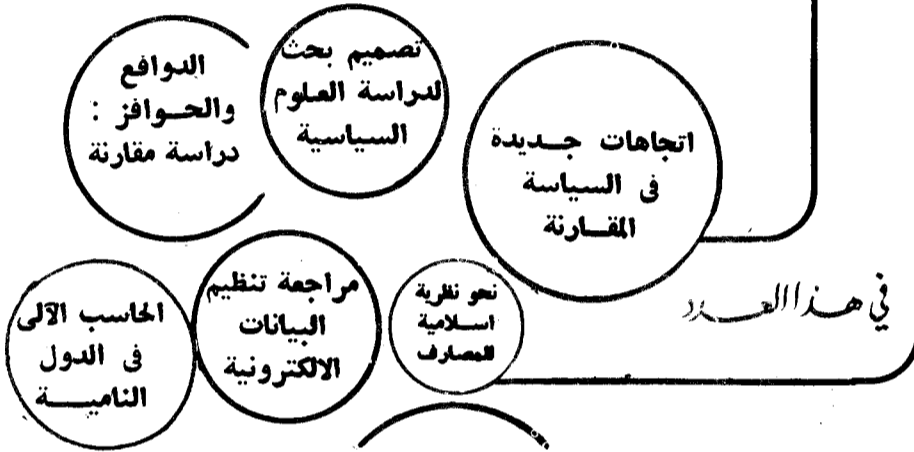 اتجاهات جديدة
فى السياسة
المقارنة
تصميم بحث
لدراسة العلوم
السياسية
الدوافع
والحوافز :
دراسة مقارنة
في هذا العدد
نحو نظرية
اسلامية
للمصارف
مراجعة تنظيم
البيانات
الالكترونية
الحاسب الآلى
فى الدول
النامية